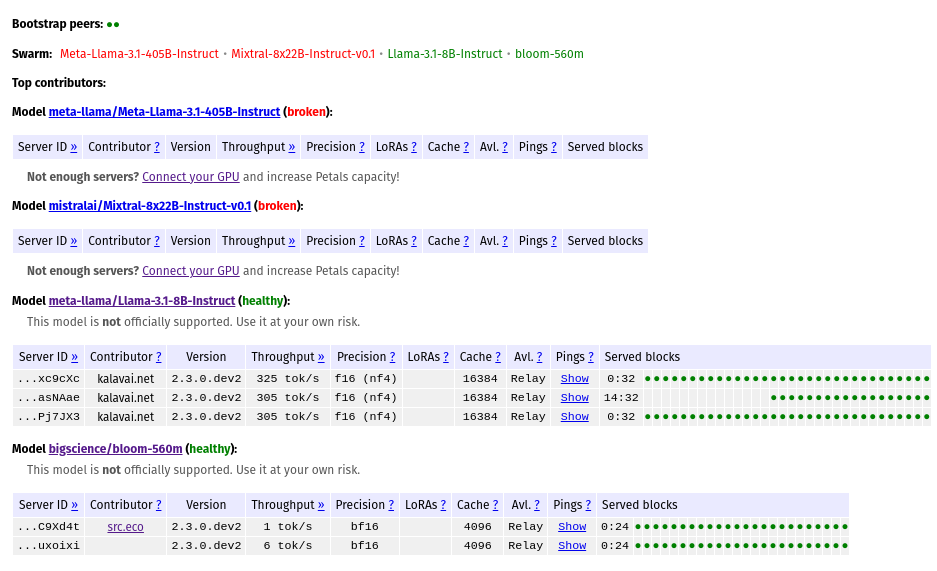 Bootstrap peers: ●●
Swarm: Meta-Llama-3.1-405B-Instruct · Mixtral-8x22B-Instruct-v0.1 · Llama-3.1-8B-Instruct · bloom-560m
Top contributors:
Model meta-llama/Meta-Llama-3.1-405B-Instruct (broken):
Server ID » Contributor ? Version Throughput » Precision ? LoRAs ? Cache ? Avl. ? Pings ? Served blocks
Not enough servers? Connect your GPU and increase Petals capacity!
Model mistralai/Mixtral-8x22B-Instruct-v0.1 (broken):
Server ID » Contributor ? Version Throughput » Precision ? LoRAs ? Cache ? Avl. ? Pings ? Served blocks
Not enough servers? Connect your GPU and increase Petals capacity!
Model meta-llama/Llama-3.1-8B-Instruct (healthy):
This model is not officially supported. Use it at your own risk.
Server ID » Contributor ? Version Throughput » Precision ? LoRAs ? Cache ? Avl. ? Pings ? Served blocks
...xc9cXc kalavai.net 2.3.0.dev2 325 tok/s f16 (nf4) 16384 Relay Show 0:32 ●●●●●●●●●●●●●●●●●●●●●●●●●●●●●●●●
...asNAae kalavai.net 2.3.0.dev2 305 tok/s f16 (nf4) 16384 Relay Show 14:32 ●●●●●●●●●●●●●●●●●●
...Pj7JX3 kalavai.net 2.3.0.dev2 305 tok/s f16 (nf4) 16384 Relay Show 0:32 ●●●●●●●●●●●●●●●●●●●●●●●●●●●●●●●●
Model bigscience/bloom-560m (healthy):
This model is not officially supported. Use it at your own risk.
Server ID » Contributor ? Version Throughput » Precision ? LoRAs ? Cache ? Avl. ? Pings ? Served blocks
...C9Xd4t src.eco 2.3.0.dev2 1 tok/s bf16 4096 Relay Show 0:24 ●●●●●●●●●●●●●●●●●●●●●●●●
...uxoixi 2.3.0.dev2 6 tok/s bf16 4096 Relay Show 0:24 ●●●●●●●●●●●●●●●●●●●●●●●●